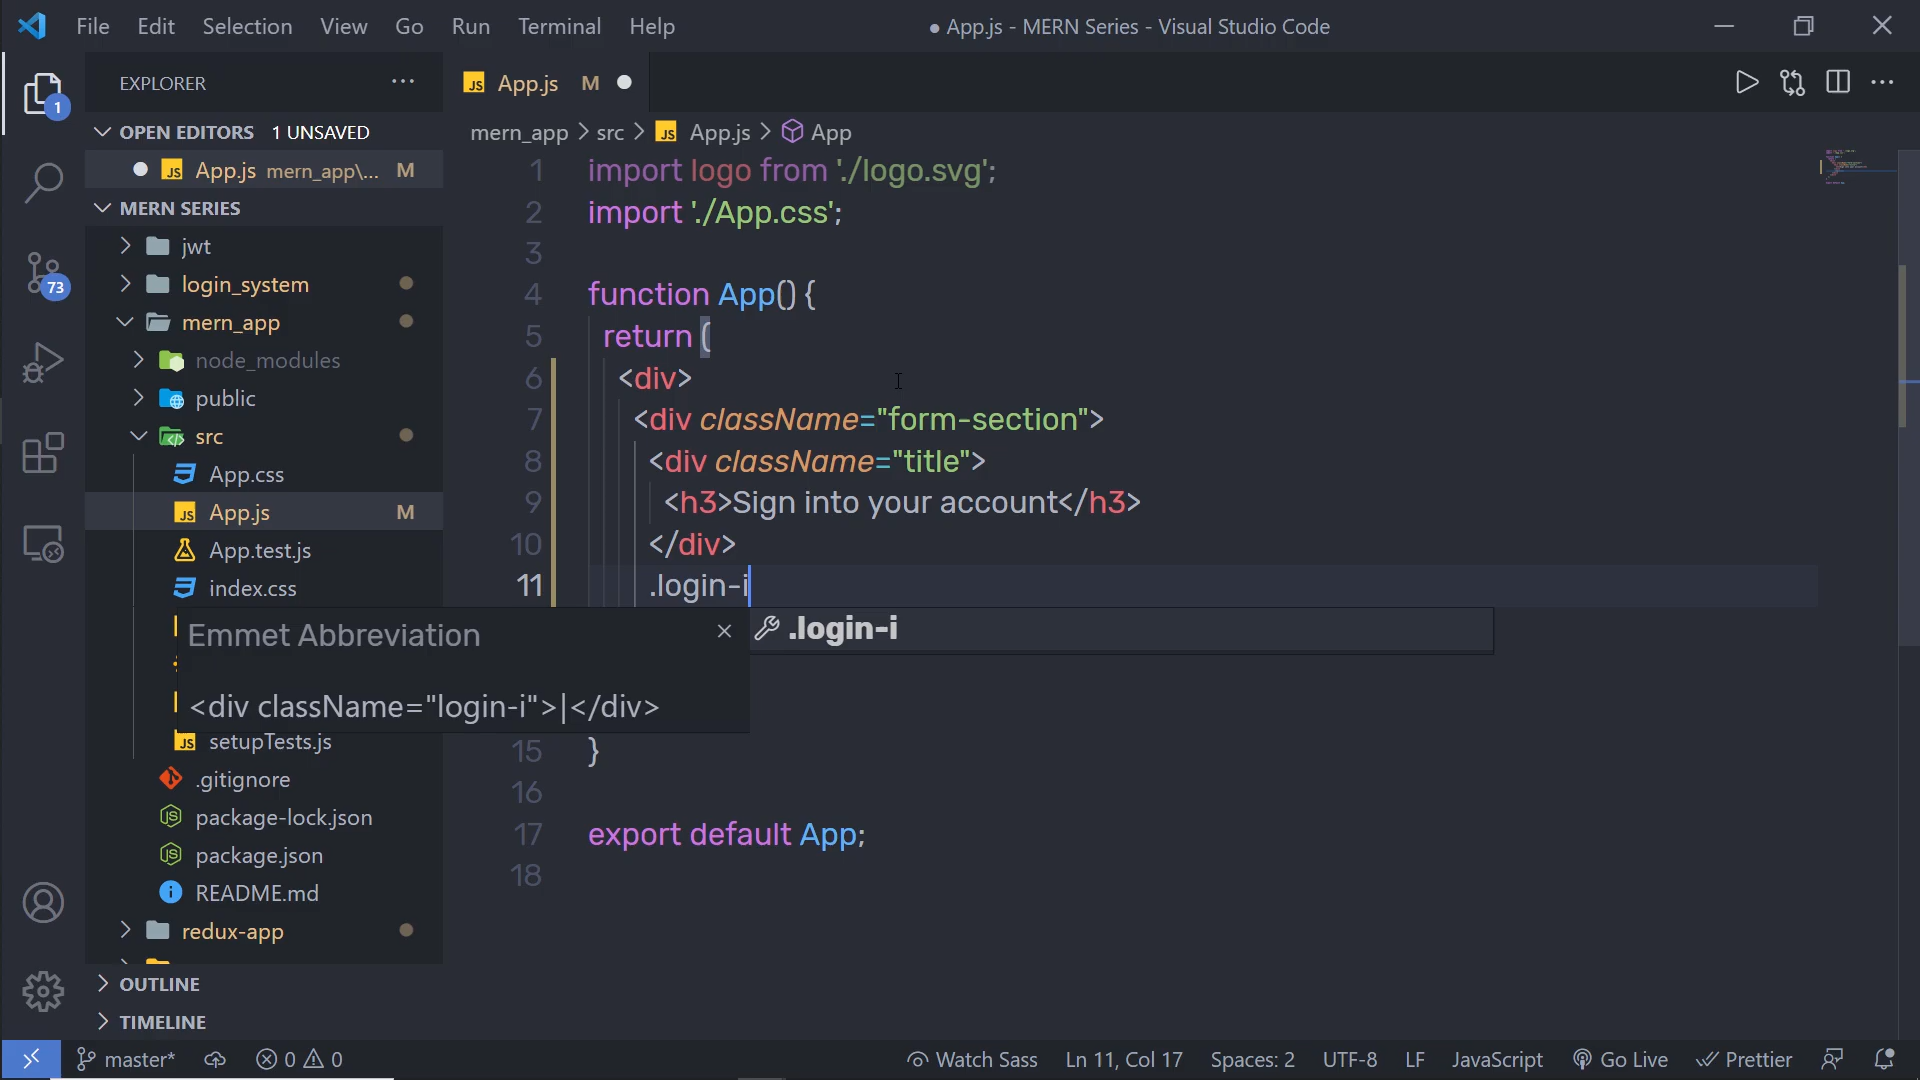 File Edit Selection View Go Run Terminal Help
● App.js - MERN Series - Visual Studio Code
EXPLORER
1
OPEN EDITORS 1 UNSAVED
App.js mern_app\... M
MERN SERIES
jwt
login_system
mern_app
node_modules
public
src
App.css
App.js M
App.test.js
index.css
setupTests.js
.gitignore
package-lock.json
package.json
README.md
redux-app
OUTLINE
TIMELINE
73
App.js M
mern_app > src > JS App.js > App
1 import logo from './logo.svg';
2 import './App.css';
3
4 function App() {
5 return (
6 <div>
7 <div className="form-section">
8 <div className="title">
9 <h3>Sign into your account</h3>
10 </div>
11 .login-i
.login-i
Emmet Abbreviation
<div className="login-i">|</div>
15 }
16
17 export default App;
18
master* 0 0 Watch Sass Ln 11, Col 17 Spaces: 2 UTF-8 LF JavaScript Go Live Prettier